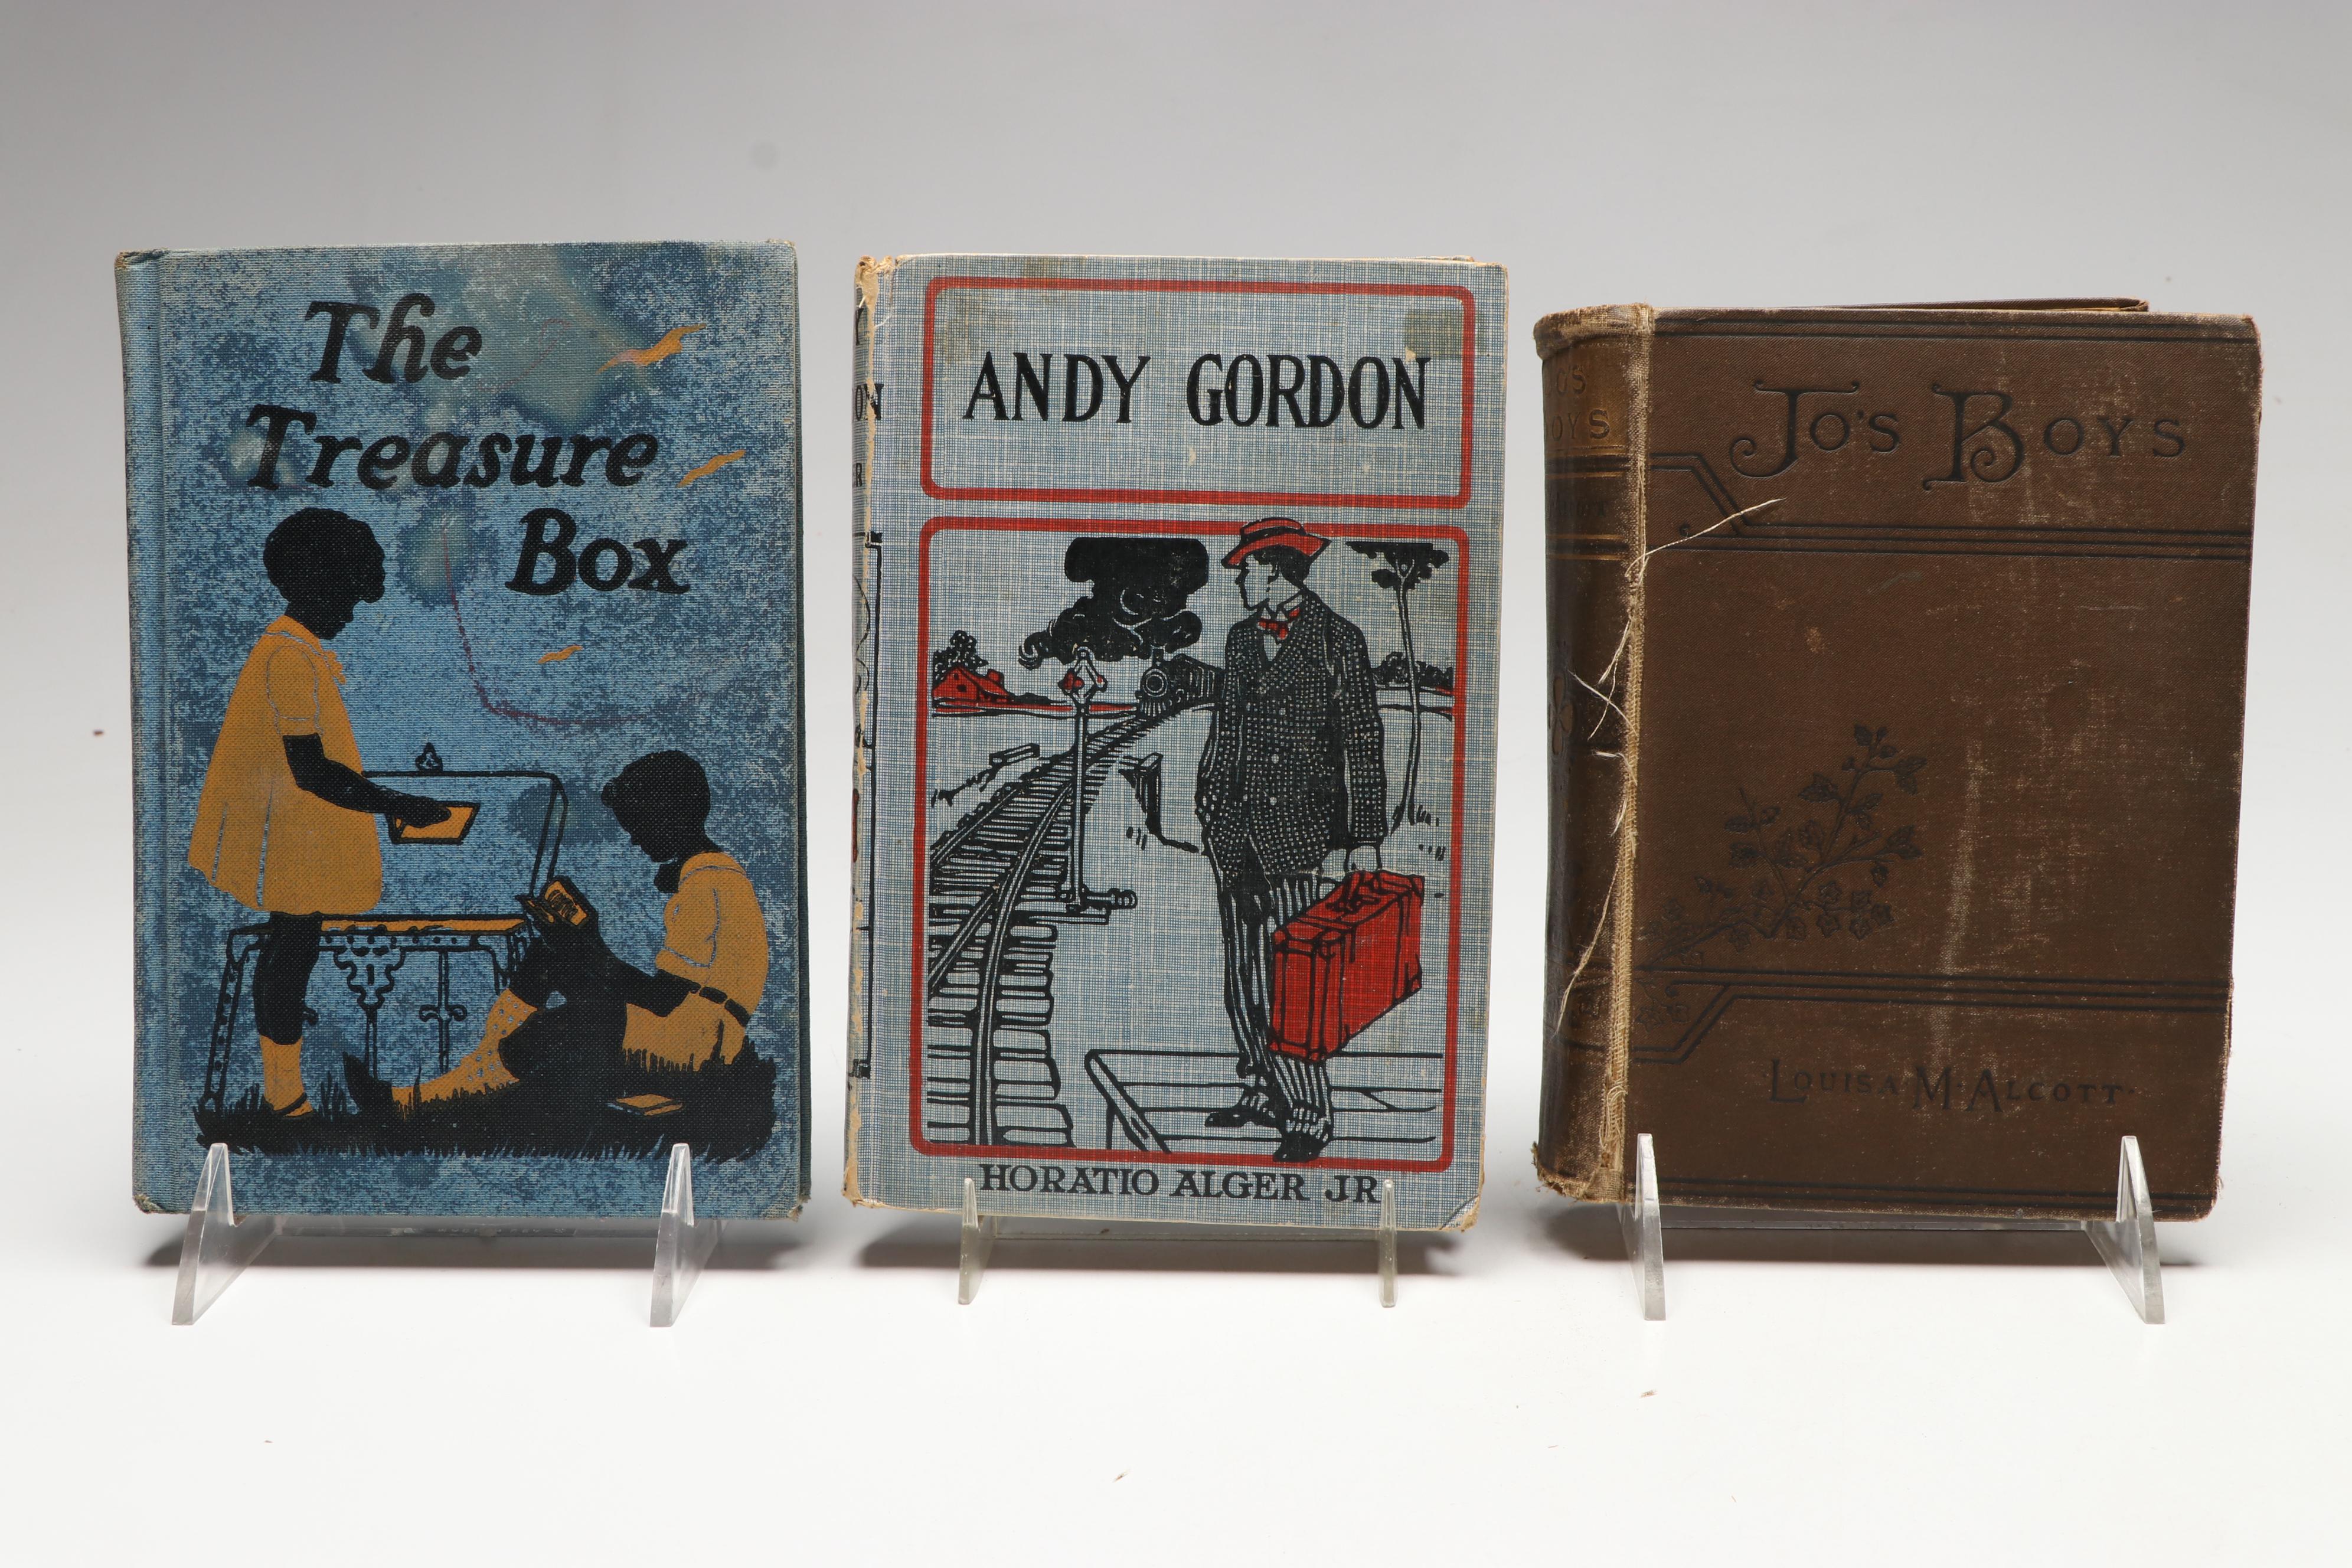 The
Treasure
Box
ANDY GORDON
HORATIO ALGER JR
JO'S BOYS
LOUISA M. ALCOTT.